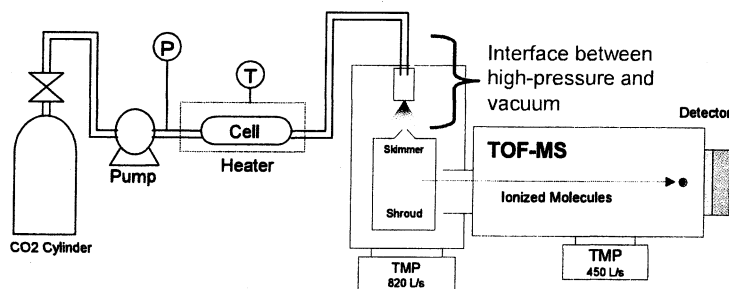 P
T
Interface between
high-pressure and
vacuum
Detector
Cell
Skimmer
TOF-MS
Pump
Heater
Shroud
Ionized Molecules
CO2 Cylinder
TMP
820 L/s
TMP
450 L/s